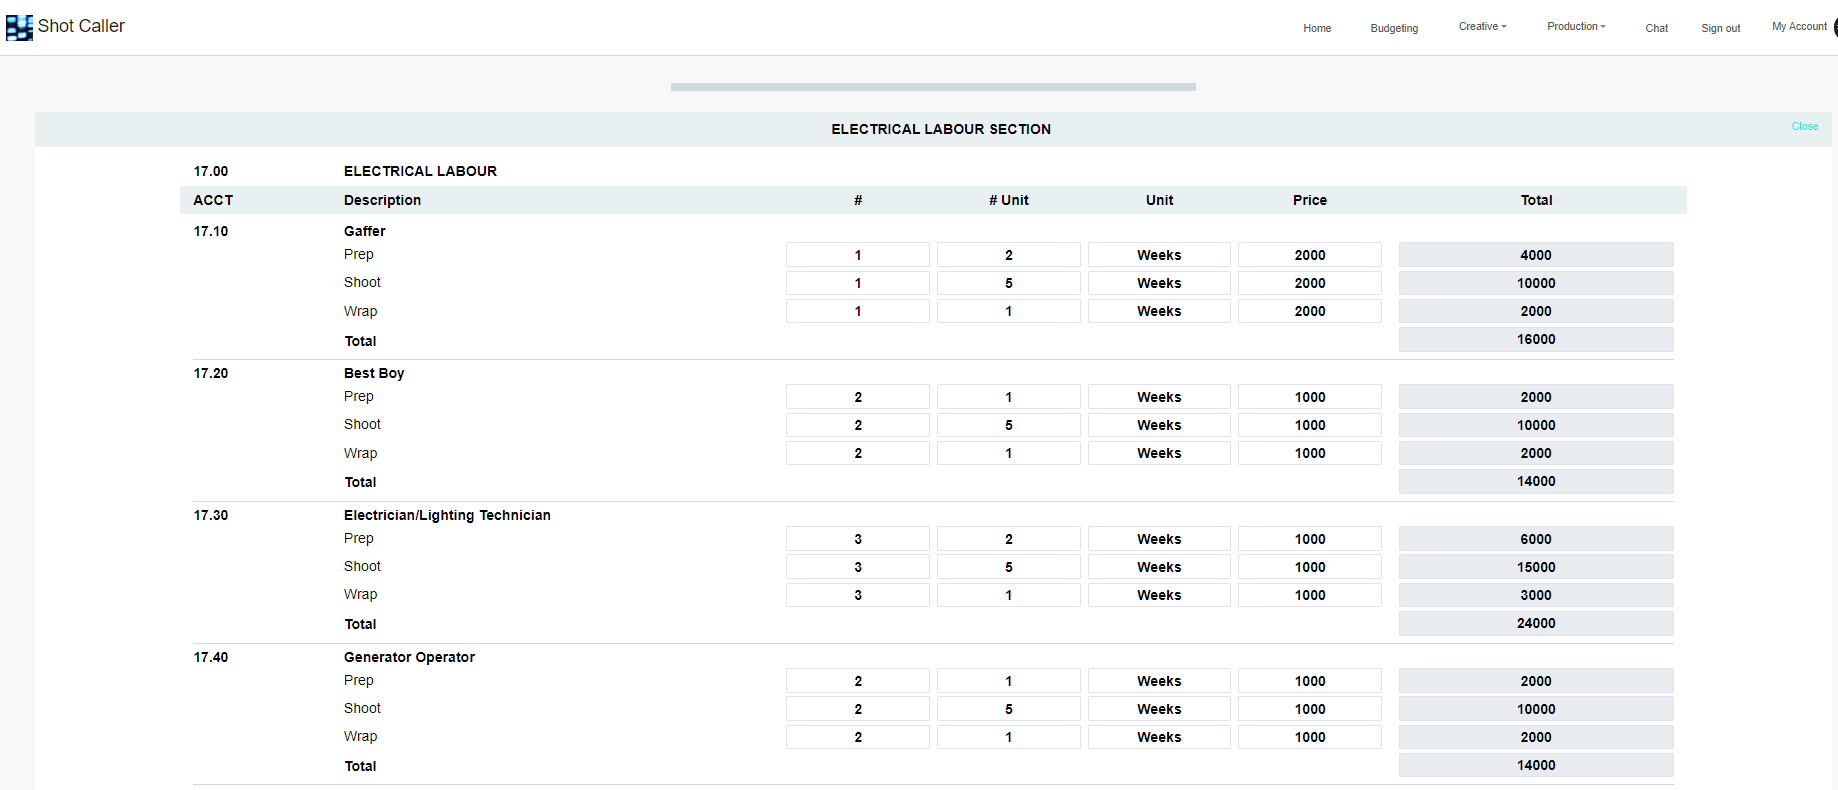 Shot Caller
Home Budgeting Creative Production Chat Sign out My Account
ELECTRICAL LABOUR SECTION Close
17.00 ELECTRICAL LABOUR
ACCT Description # # Unit Unit Price Total
17.10 Gaffer
Prep 1 2 Weeks 2000 4000
Shoot 1 5 Weeks 2000 10000
Wrap 1 1 Weeks 2000 2000
Total 16000
17.20 Best Boy
Prep 2 1 Weeks 1000 2000
Shoot 2 5 Weeks 1000 10000
Wrap 2 1 Weeks 1000 2000
Total 14000
17.30 Electrician/Lighting Technician
Prep 3 2 Weeks 1000 6000
Shoot 3 5 Weeks 1000 15000
Wrap 3 1 Weeks 1000 3000
Total 24000
17.40 Generator Operator
Prep 2 1 Weeks 1000 2000
Shoot 2 5 Weeks 1000 10000
Wrap 2 1 Weeks 1000 2000
Total 14000